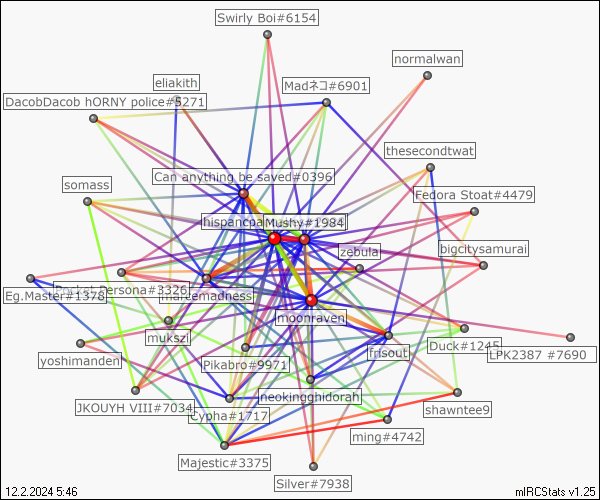 Swirly Boi#6154
normalwan
eliakith
Madネコ#6901
DacobDacob hORNY police#5271
thesecondtwat
Can anything be saved#0396
somass
Fedora Stoat#4479
hispancpa
Mushy#1984
bigcitysamurai
zebula
Pocket Persona#3326
Eg.Master#1378
moonraven
mukszi
frisout
Duck#1245
LPK2387 #7690
yoshimanden
Pikabro#9971
neokingghidorah
JKOUYH VIII#7034
Cypha#1717
shawntee9
ming#4742
Majestic#3375
Silver#7938
12.2.2024 5:46
mIRCStats v1.25